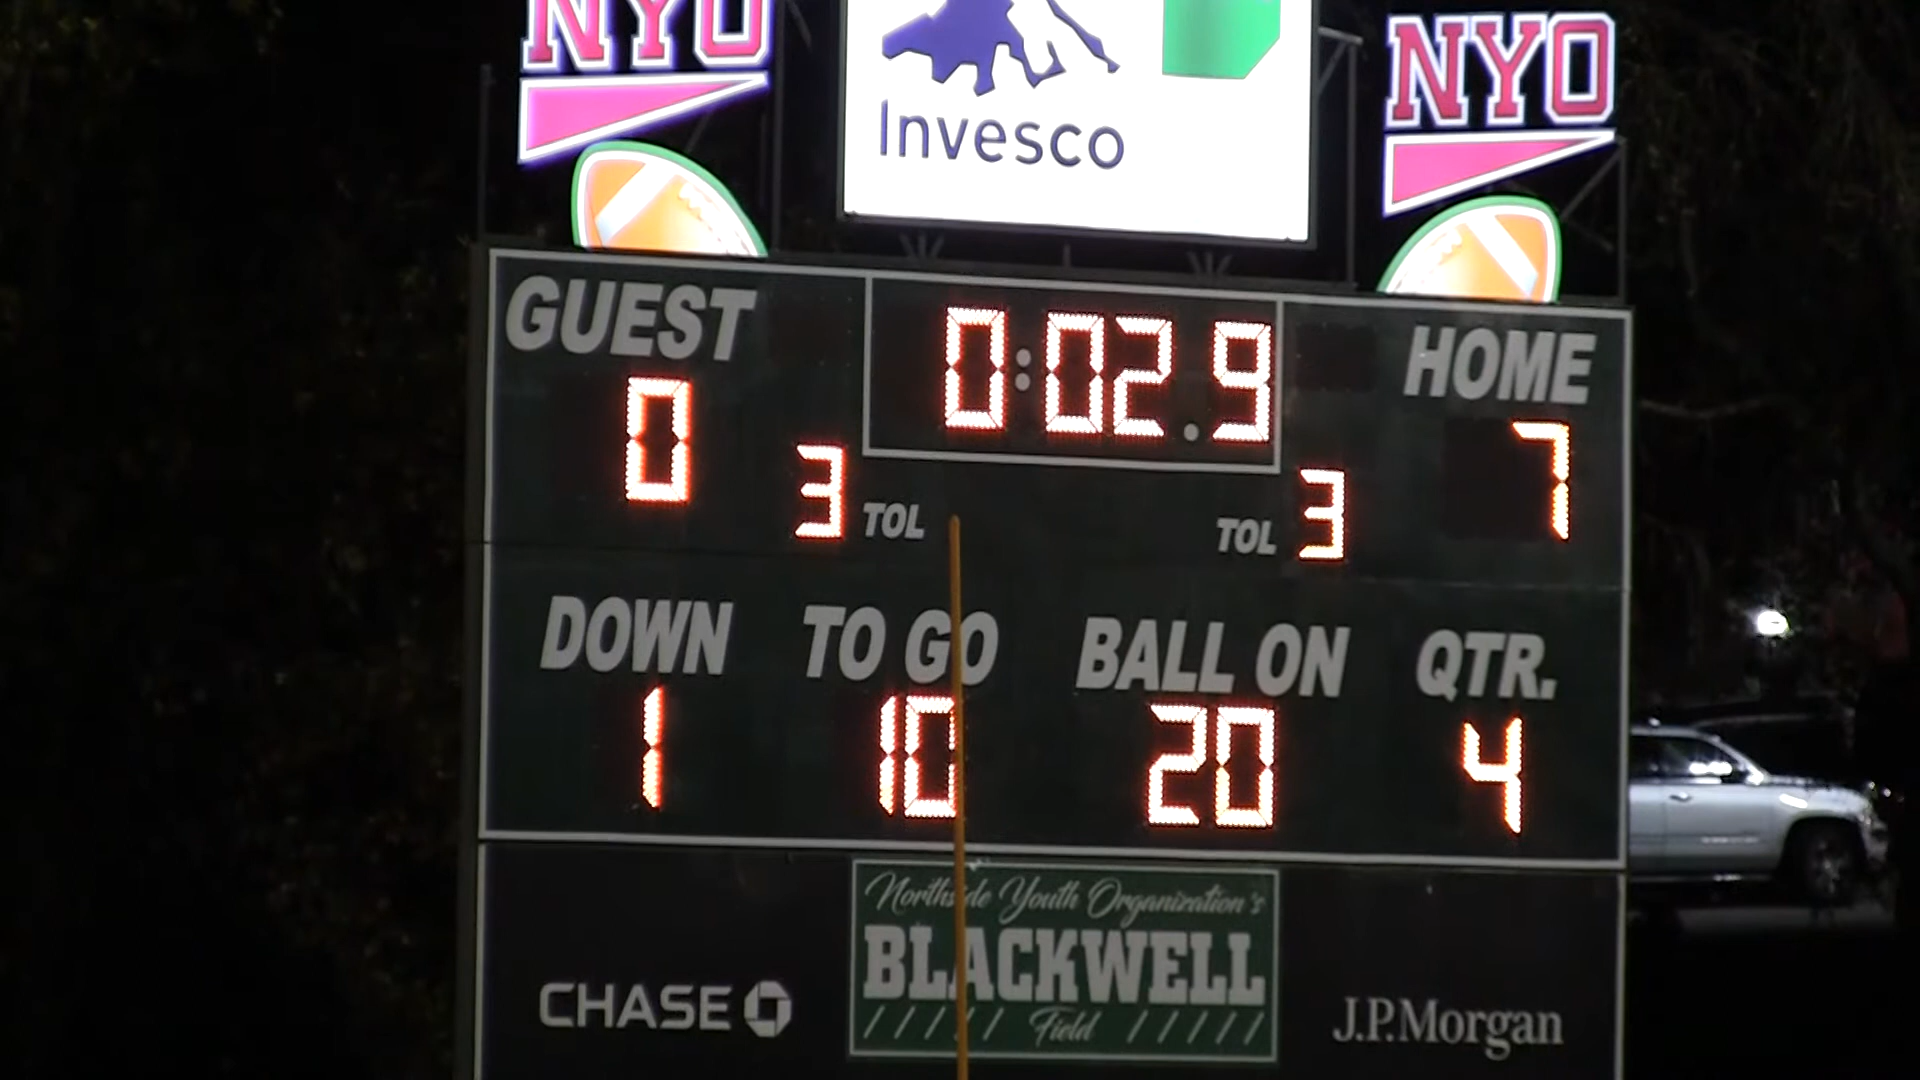 NYO
NYO
Invesco
GUEST
0:02.9
HOME
0
7
3 TOL
TOL 3
DOWN
TO GO
BALL ON
QTR.
1
10
20
4
Northside Youth Organization's
BLACKWELL
Field
CHASE
J.P.Morgan